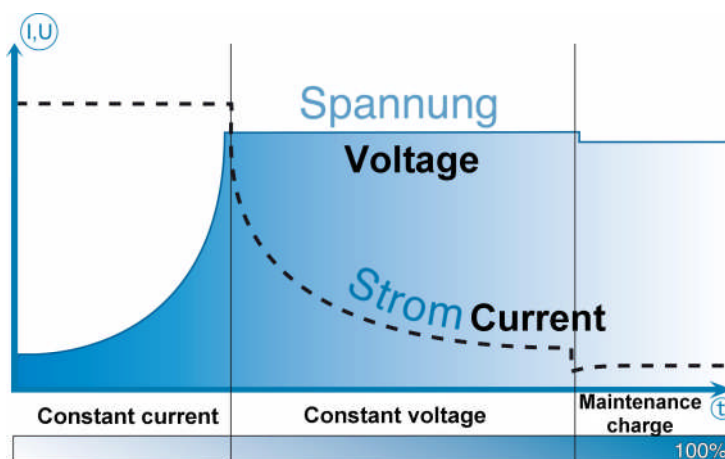 I,U
Spannung
Voltage
Strom Current
Constant current
Constant voltage
Maintenance
charge
t
100%